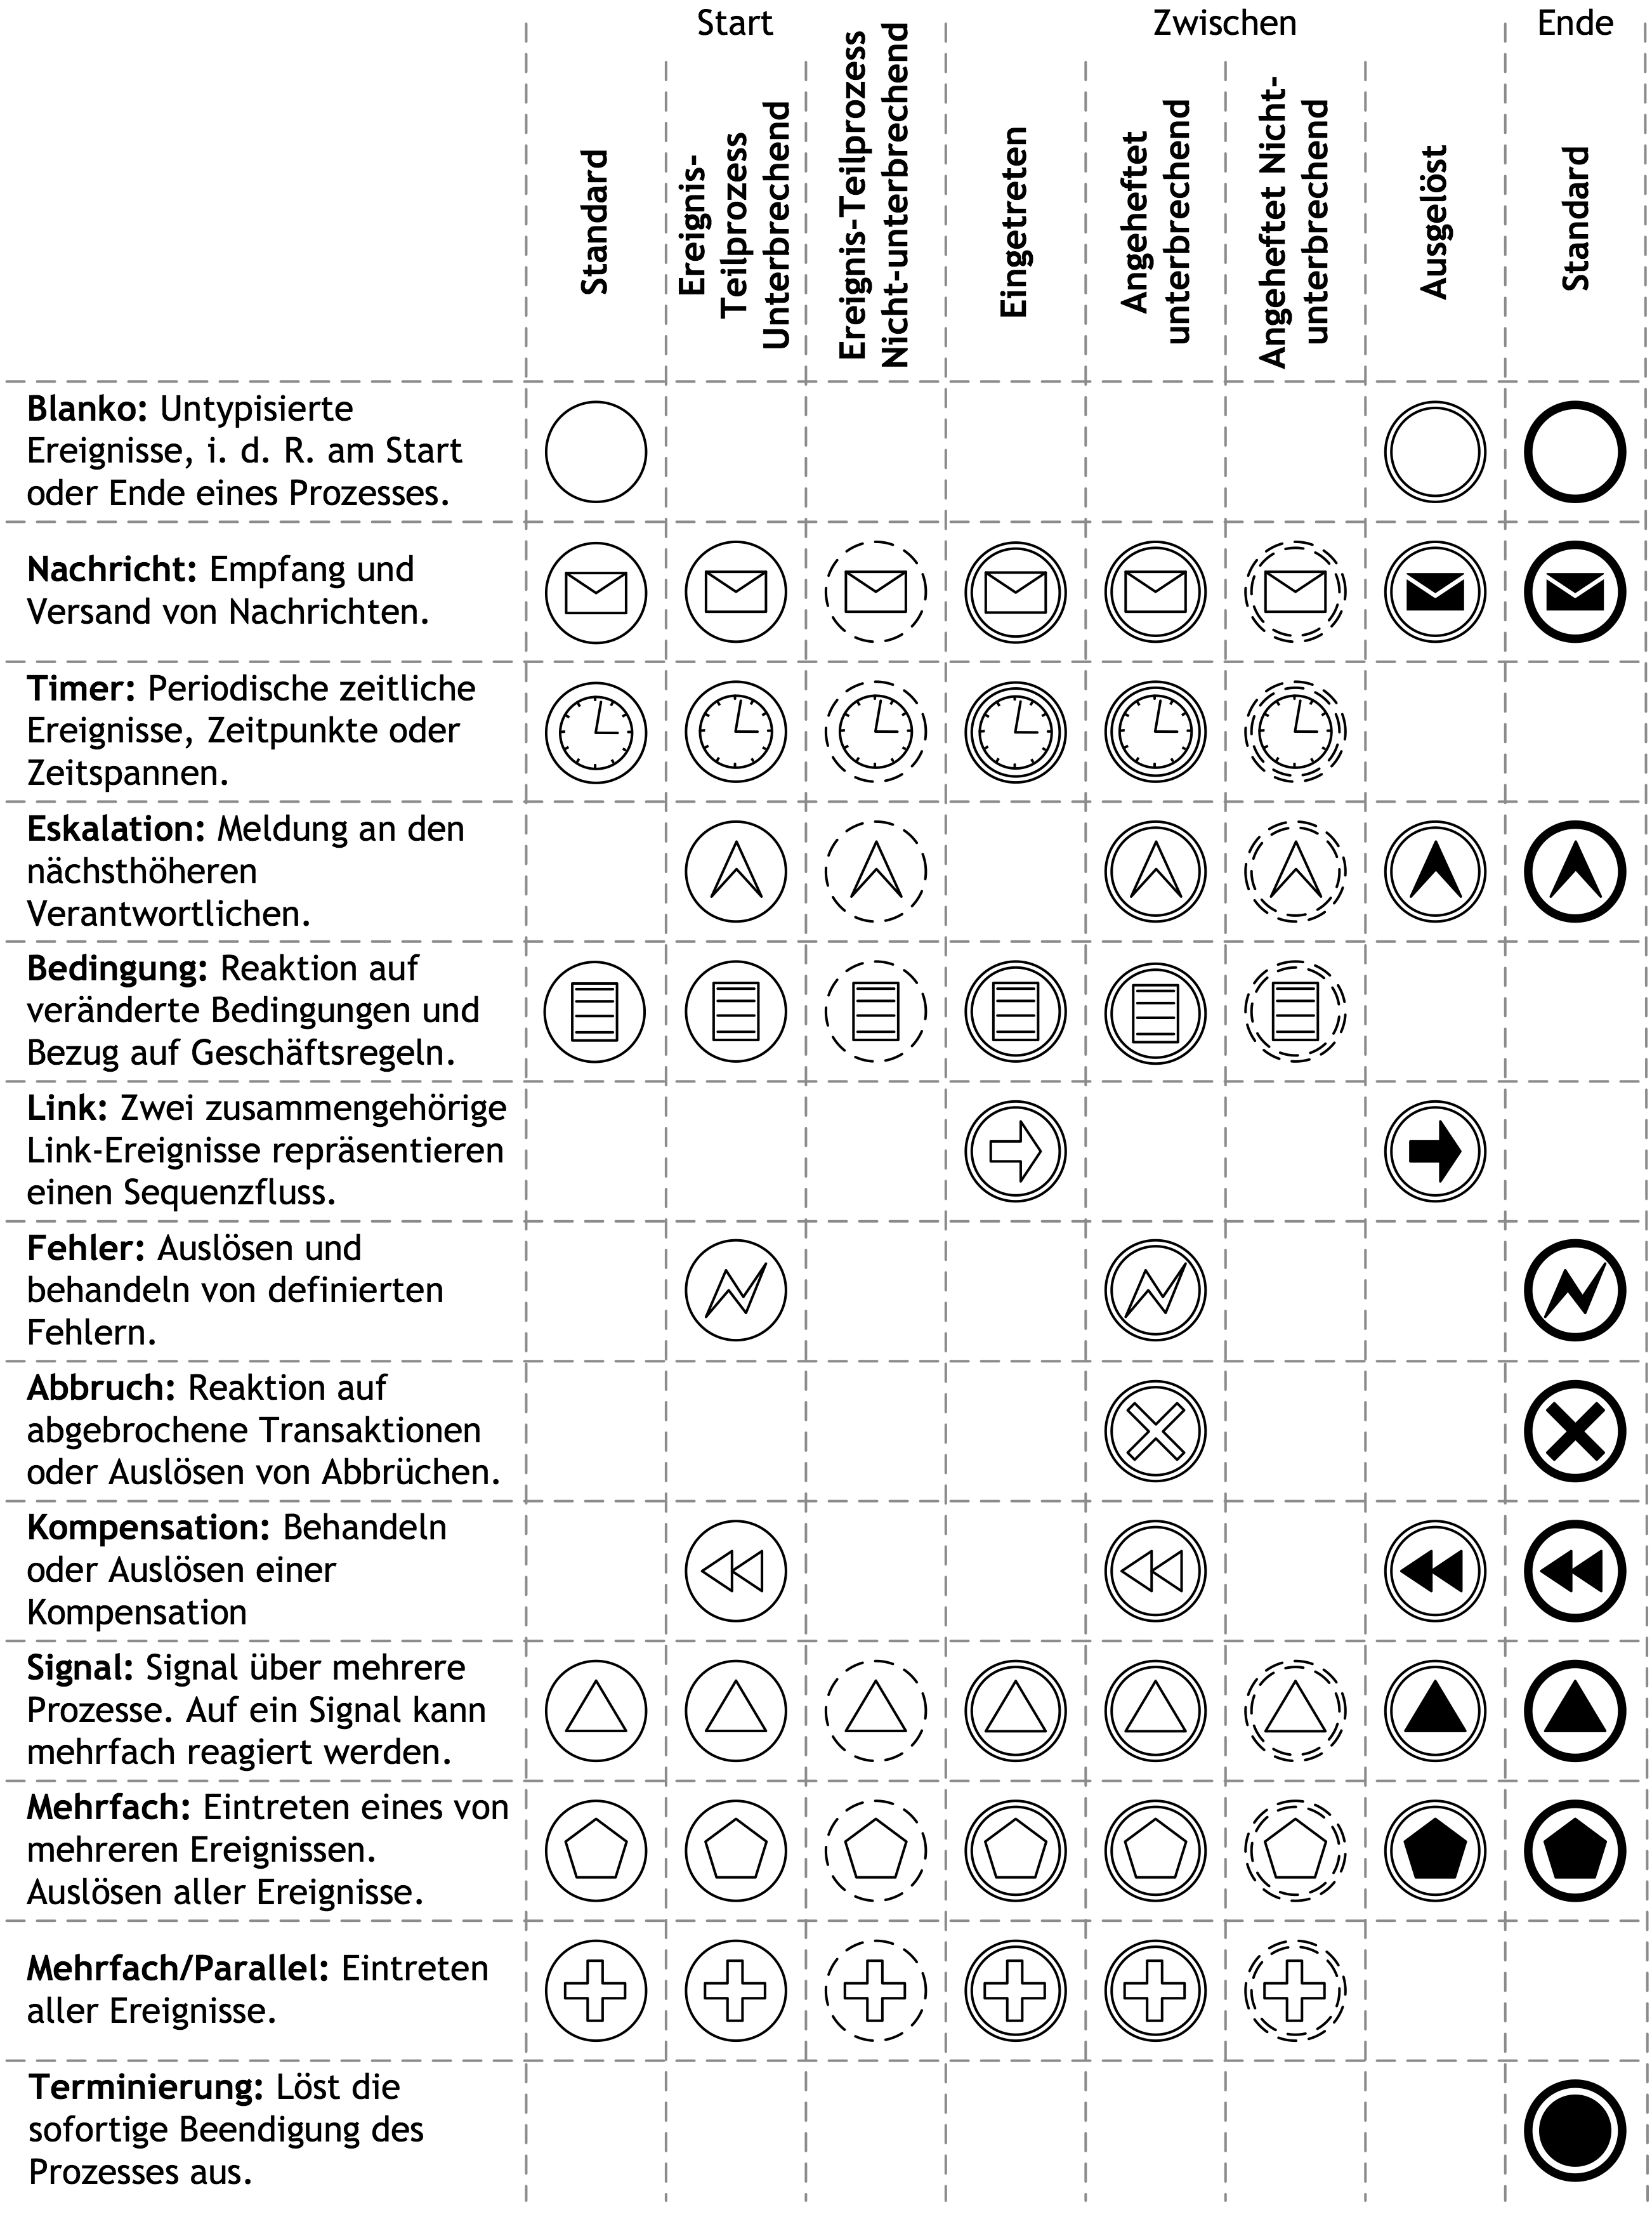 Start
Zwischen
Ende
Standard
Ereignis-
Teilprozess
Unterbrechend
Ereignis-Teilprozess
Nicht-unterbrechend
Eingetreten
Angeheftet
unterbrechend
Angeheftet Nicht-
unterbrechend
Ausgelöst
Standard
Blanko: Untypisierte
Ereignisse, i. d. R. am Start
oder Ende eines Prozesses.
Nachricht: Empfang und
Versand von Nachrichten.
Timer: Periodische zeitliche
Ereignisse, Zeitpunkte oder
Zeitspannen.
Eskalation: Meldung an den
nächsthöheren
Verantwortlichen.
Bedingung: Reaktion auf
veränderte Bedingungen und
Bezug auf Geschäftsregeln.
Link: Zwei zusammengehörige
Link-Ereignisse repräsentieren
einen Sequenzfluss.
Fehler: Auslösen und
behandeln von definierten
Fehlern.
Abbruch: Reaktion auf
abgebrochene Transaktionen
oder Auslösen von Abbrüchen.
Kompensation: Behandeln
oder Auslösen einer
Kompensation
Signal: Signal über mehrere
Prozesse. Auf ein Signal kann
mehrfach reagiert werden.
Mehrfach: Eintreten eines von
mehreren Ereignissen.
Auslösen aller Ereignisse.
Mehrfach/Parallel: Eintreten
aller Ereignisse.
Terminierung: Löst die
sofortige Beendigung des
Prozesses aus.